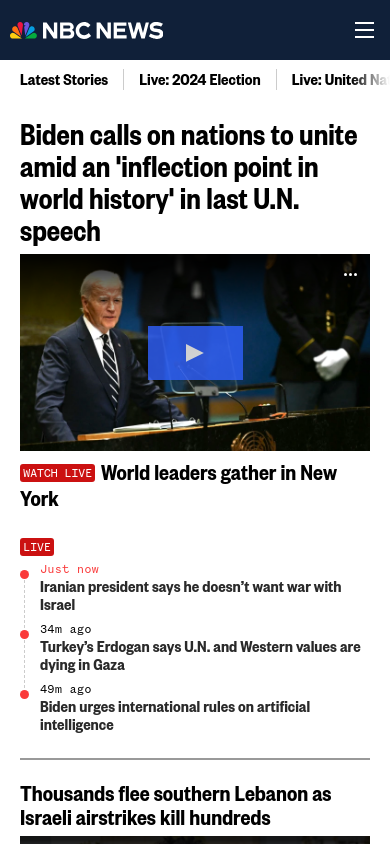 NBC NEWS
Latest Stories
Live: 2024 Election
Live: United Na
Biden calls on nations to unite
amid an 'inflection point in
world history' in last U.N.
speech
WATCH LIVE World leaders gather in New
York
LIVE
Just now
Iranian president says he doesn’t want war with
Israel
34m ago
Turkey’s Erdogan says U.N. and Western values are
dying in Gaza
49m ago
Biden urges international rules on artificial
intelligence
Thousands flee southern Lebanon as
Israeli airstrikes kill hundreds